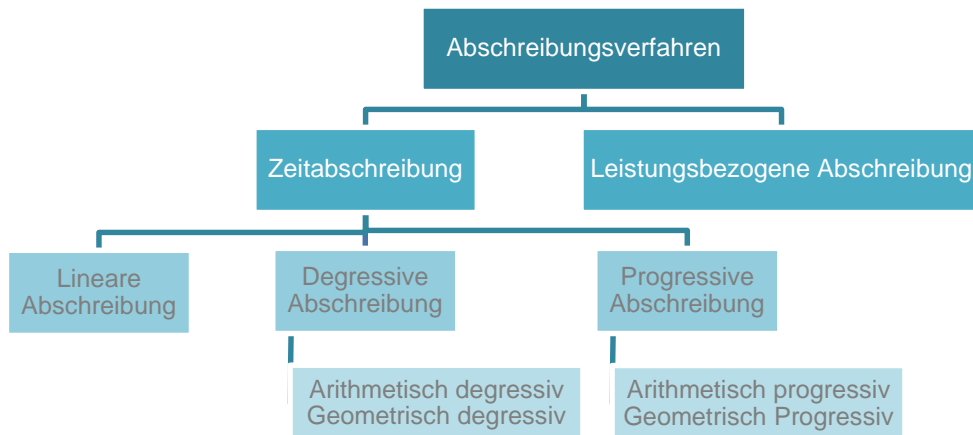 Abschreibungsverfahren
Zeitabschreibung
Leistungsbezogene Abschreibung
Lineare
Abschreibung
Degressive
Abschreibung
Progressive
Abschreibung
Arithmetisch degressiv
Geometrisch degressiv
Arithmetisch progressiv
Geometrisch Progressiv